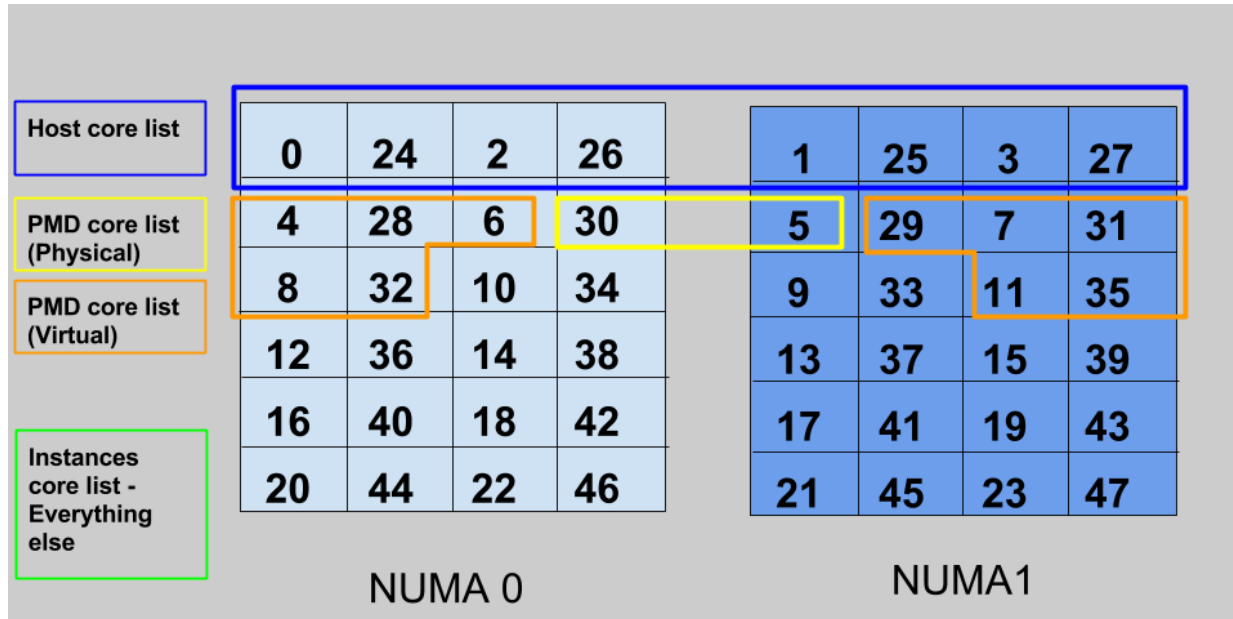 Host core list
PMD core list
(Physical)
PMD core list
(Virtual)
Instances
core list -
Everything
else
0 24 2 26
4 28 6 30
8 32 10 34
12 36 14 38
16 40 18 42
20 44 22 46
NUMA 0
1 25 3 27
5 29 7 31
9 33 11 35
13 37 15 39
17 41 19 43
21 45 23 47
NUMA1